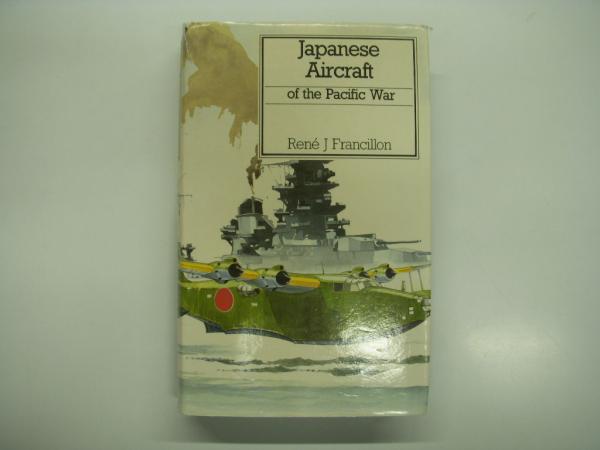 Japanese
Aircraft
of the Pacific War
René J Francillon